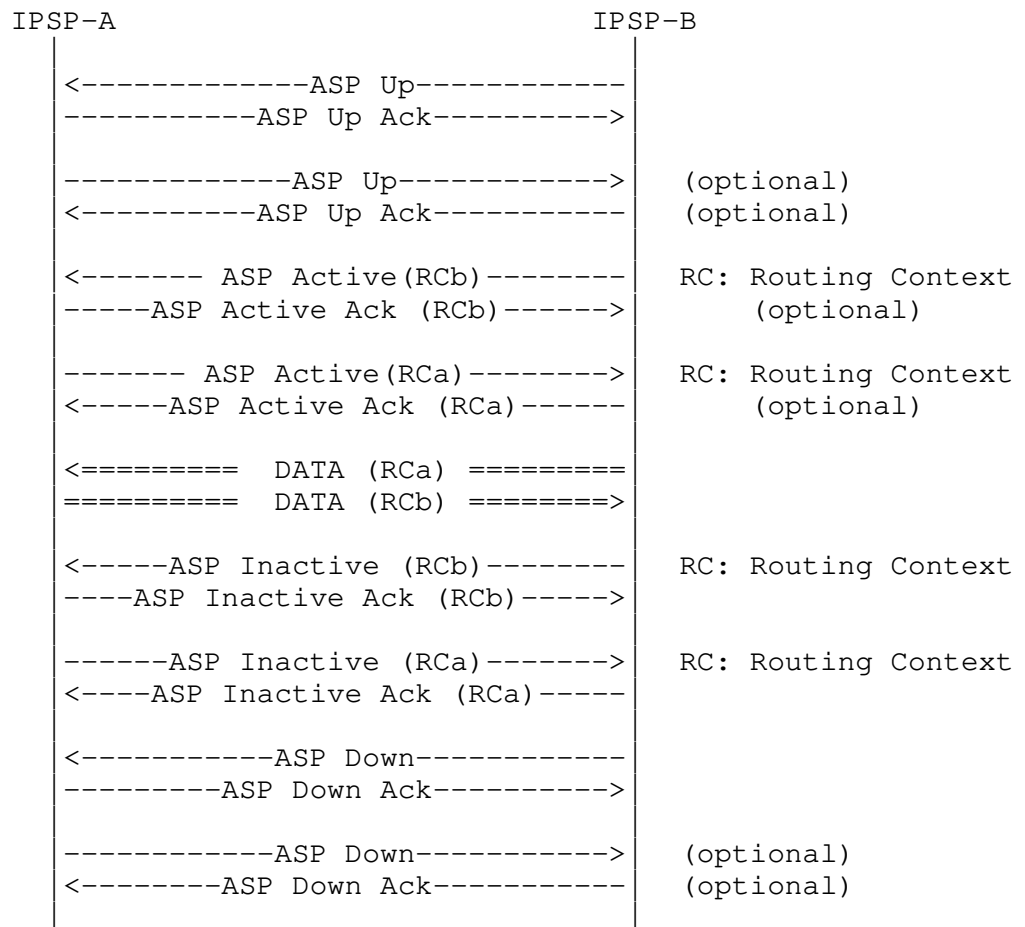 IPSP-A                           IPSP-B
  |                                |
  |<-------------ASP Up------------|
  |-----------ASP Up Ack---------->|
  |                                |
  |-------------ASP Up------------>|  (optional)
  |<----------ASP Up Ack-----------|  (optional)
  |                                |
  |<------- ASP Active(RCb)--------|  RC: Routing Context
  |-----ASP Active Ack (RCb)------>|      (optional)
  |                                |
  |------- ASP Active(RCa)-------->|  RC: Routing Context
  |<-----ASP Active Ack (RCa)------|      (optional)
  |                                |
  |<=========  DATA (RCa) =========|
  |==========  DATA (RCb) ========>|
  |                                |
  |<-----ASP Inactive (RCb)--------|  RC: Routing Context
  |----ASP Inactive Ack (RCb)----->|
  |                                |
  |------ASP Inactive (RCa)------->|  RC: Routing Context
  |<----ASP Inactive Ack (RCa)-----|
  |                                |
  |<-----------ASP Down------------|
  |---------ASP Down Ack---------->|
  |                                |
  |------------ASP Down----------->|  (optional)
  |<--------ASP Down Ack-----------|  (optional)
  |                                |